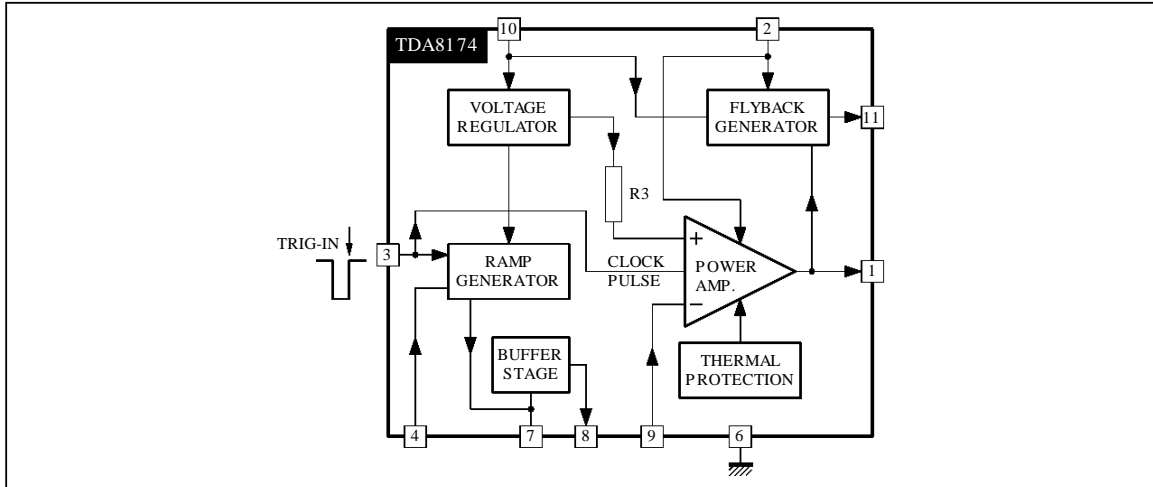 10
2
TDA8174
VOLTAGE
REGULATOR
FLYBACK
GENERATOR
11
R3
TRIG-IN
3
+
RAMP
GENERATOR
CLOCK
PULSE
POWER
AMP.
−
1
BUFFER
STAGE
THERMAL
PROTECTION
4
7
8
9
6